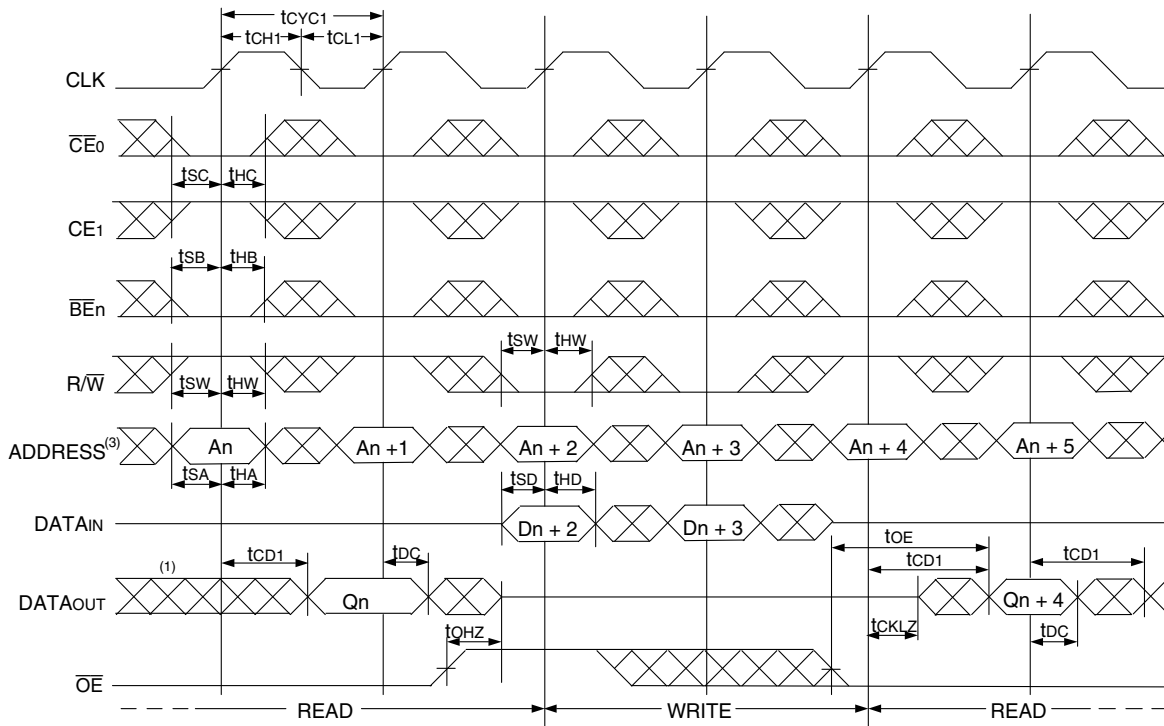 tCYC1
tCH1 tCL1
CLK
CE0
tSC tHC
CE1
tSB tHB
BEn
tSW tHW
R/W
tSW tHW
ADDRESS(3) An An +1 An + 2 An + 3 An + 4 An + 5
tSA tHA tSD tHD
DATAIN Dn + 2 Dn + 3
tOE
tCD1 tDC tCD1 tCD1
(1)
DATAOUT Qn Qn + 4
tOHZ tCKLZ tDC
OE
READ WRITE READ